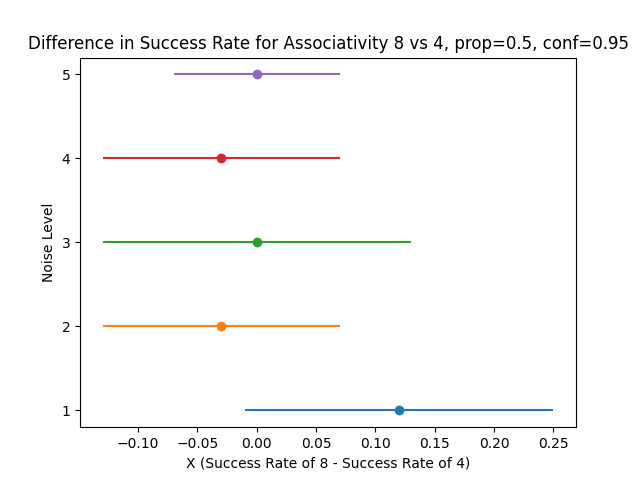 Difference in Success Rate for Associativity 8 vs 4, prop=0.5, conf=0.95
5
4
3
2
1
Noise Level
−0.10 −0.05 0.00 0.05 0.10 0.15 0.20 0.25
X (Success Rate of 8 - Success Rate of 4)